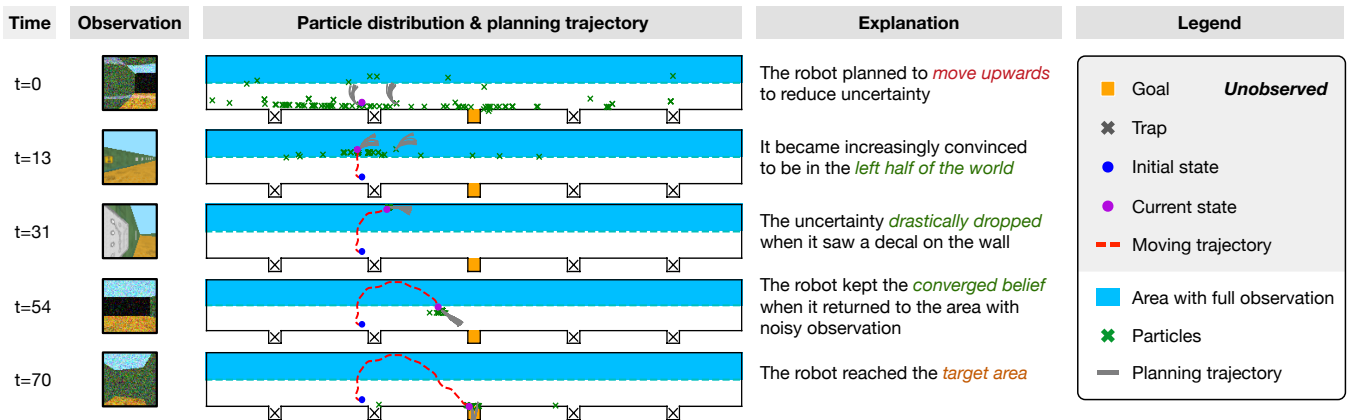 Time Observation Particle distribution & planning trajectory Explanation Legend
t=0
The robot planned to move upwards
to reduce uncertainty
t=13
It became increasingly convinced
to be in the left half of the world
t=31
The uncertainty drastically dropped
when it saw a decal on the wall
t=54
The robot kept the converged belief
when it returned to the area with
noisy observation
t=70
The robot reached the target area
Goal Unobserved
Trap
Initial state
Current state
Moving trajectory
Area with full observation
Particles
Planning trajectory